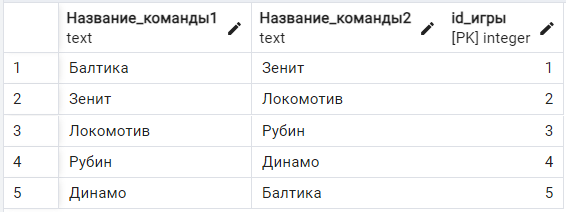 Название_команды1 Название_команды2 id_игры
text text [PK] integer
1 Балтика Зенит 1
2 Зенит Локомотив 2
3 Локомотив Рубин 3
4 Рубин Динамо 4
5 Динамо Балтика 5